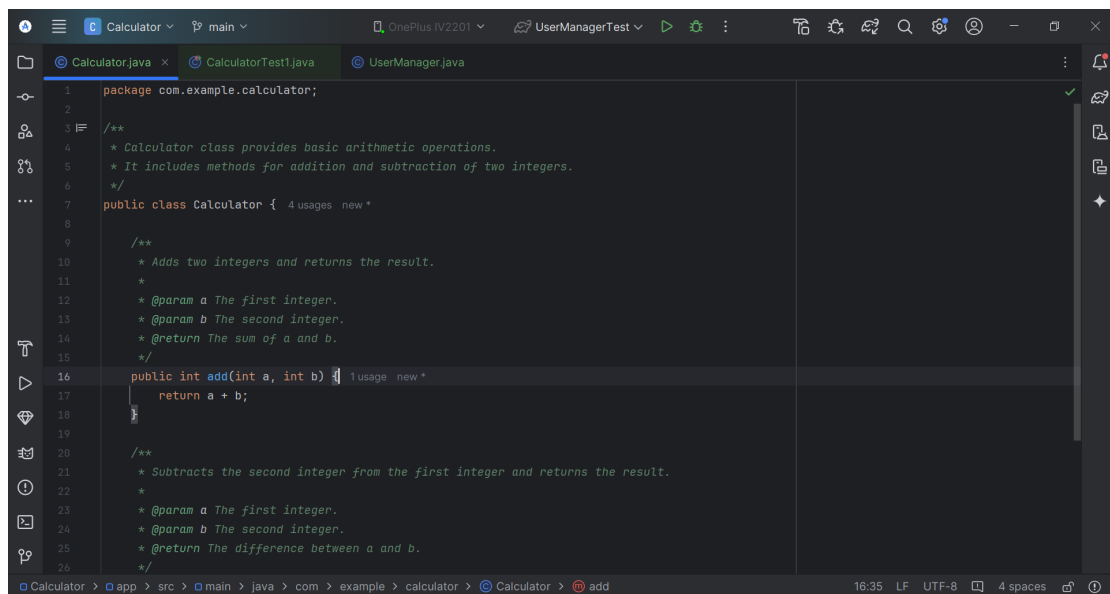 C Calculator main OnePlus IV2201 UserManagerTest
Calculator.java CalculatorTest1.java UserManager.java
1 package com.example.calculator;
2
3 /**
4 * Calculator class provides basic arithmetic operations.
5 * It includes methods for addition and subtraction of two integers.
6 */
7 public class Calculator { 4 usages new *
8
9 /**
10 * Adds two integers and returns the result.
11 *
12 * @param a The first integer.
13 * @param b The second integer.
14 * @return The sum of a and b.
15 */
16 public int add(int a, int b) { 1 usage new *
17 return a + b;
18 }
19
20 /**
21 * Subtracts the second integer from the first integer and returns the result.
22 *
23 * @param a The first integer.
24 * @param b The second integer.
25 * @return The difference between a and b.
26 */
Calculator > app > src > main > java > com > example > calculator > Calculator > add 16:35 LF UTF-8 4 spaces